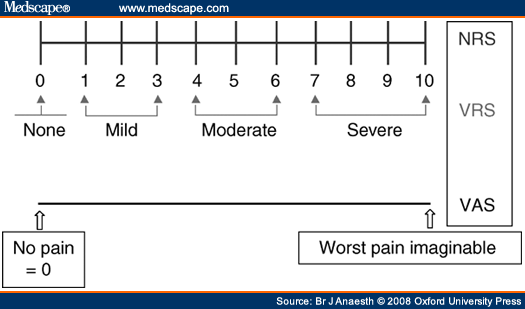 Medscape® www.medscape.com
NRS
0 1 2 3 4 5 6 7 8 9 10
VRS
None Mild Moderate Severe
VAS
No pain
= 0
Worst pain imaginable
Source: Br J Anaesth © 2008 Oxford University Press